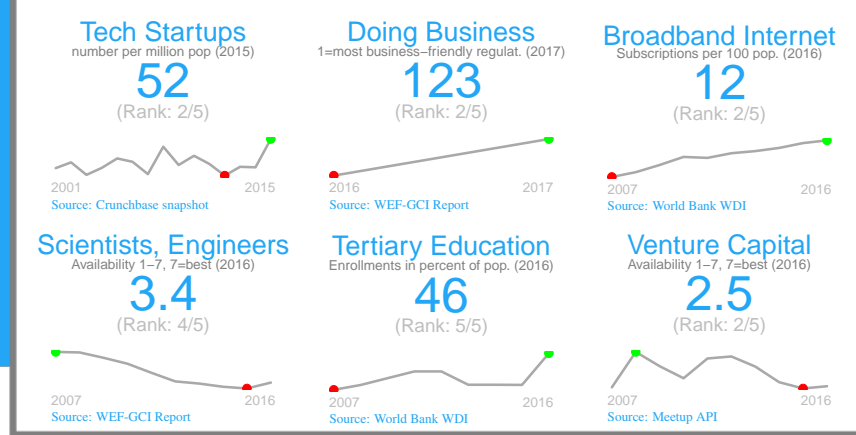 Tech Startups
number per million pop (2015)
52
(Rank: 2/5)
2001 2015
Source: Crunchbase snapshot
Doing Business
1=most business−friendly regulat. (2017)
123
(Rank: 2/5)
2016 2017
Source: WEF-GCI Report
Broadband Internet
Subscriptions per 100 pop. (2016)
12
(Rank: 2/5)
2007 2016
Source: World Bank WDI
Scientists, Engineers
Availability 1−7, 7=best (2016)
3.4
(Rank: 4/5)
2007 2016
Source: WEF-GCI Report
Tertiary Education
Enrollments in percent of pop. (2016)
46
(Rank: 5/5)
2007 2016
Source: World Bank WDI
Venture Capital
Availability 1−7, 7=best (2016)
2.5
(Rank: 2/5)
2007 2016
Source: Meetup API